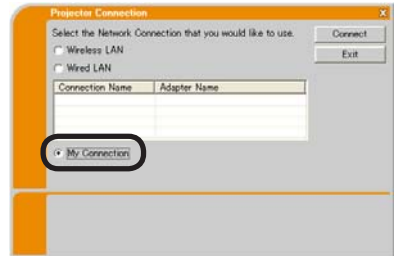 Projector Connection x
Select the Network Connection that you would like to use.
Connect
Wireless LAN
Exit
Wired LAN
Connection Name Adapter Name
My Connection